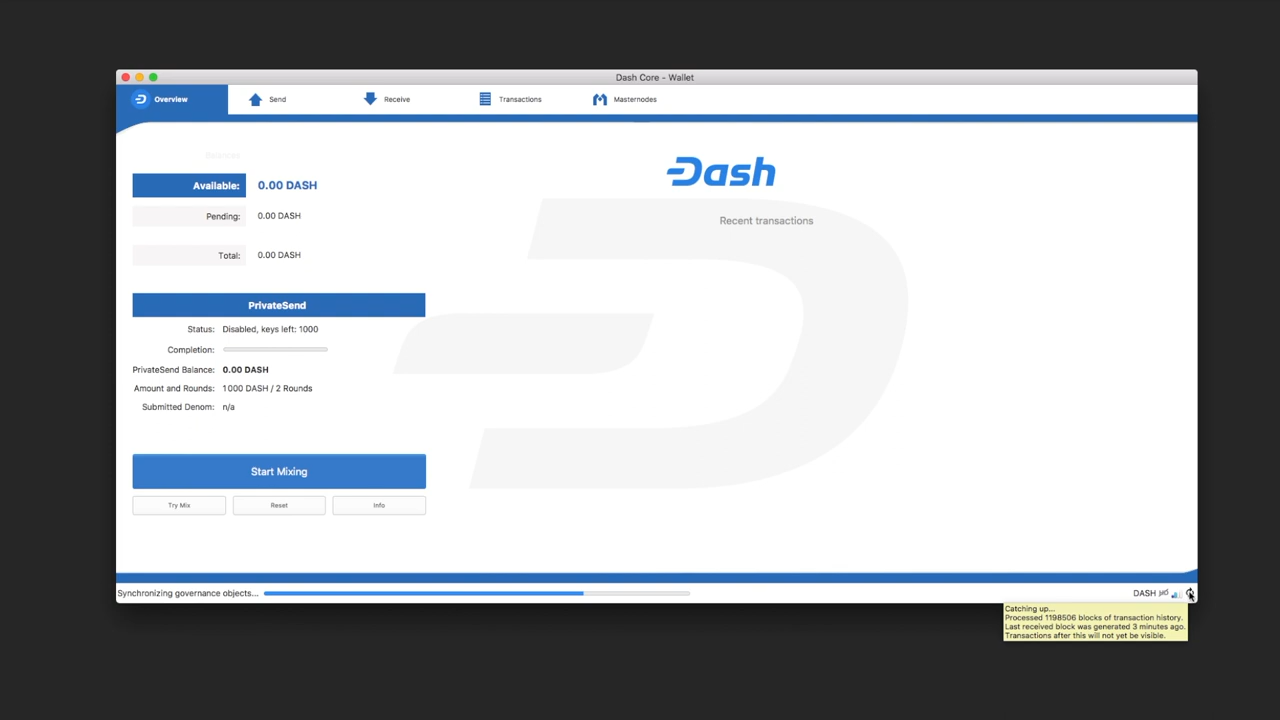 Dash Core - Wallet
Overview
Send
Receive
Transactions
Masternodes
Balances
Available: 0.00 DASH
Pending: 0.00 DASH
Total: 0.00 DASH
PrivateSend
Status: Disabled, keys left: 1000
Completion:
PrivateSend Balance: 0.00 DASH
Amount and Rounds: 1000 DASH / 2 Rounds
Submitted Denom: n/a
Start Mixing
Try Mix
Reset
Info
Dash
Recent transactions
Synchronizing governance objects...
DASH
Catching up...
Processed 1198506 blocks of transaction history.
Last received block was generated 3 minutes ago.
Transactions after this will not yet be visible.